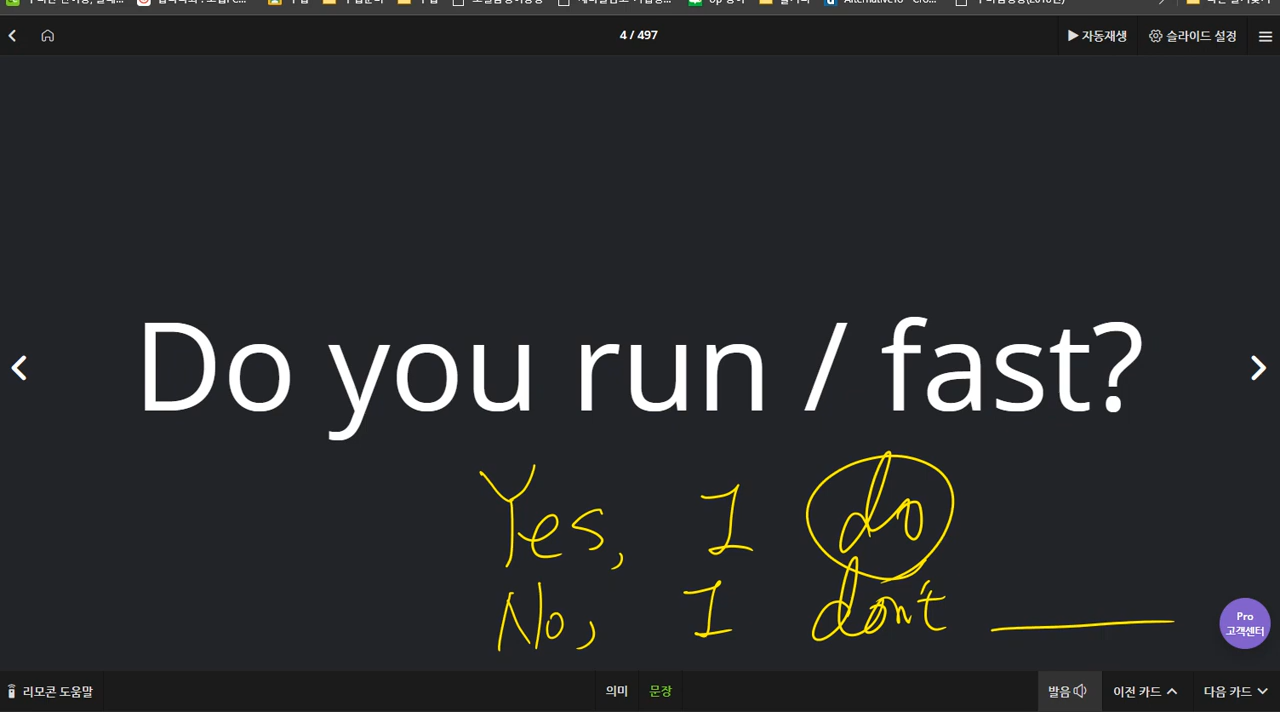 4 / 497
▶ 자동재생
슬라이드 설정
Do you run / fast?
Yes, I do
No, I don't
Pro
고객센터
리모콘 도움말
의미
문장
발음
이전 카드
다음 카드